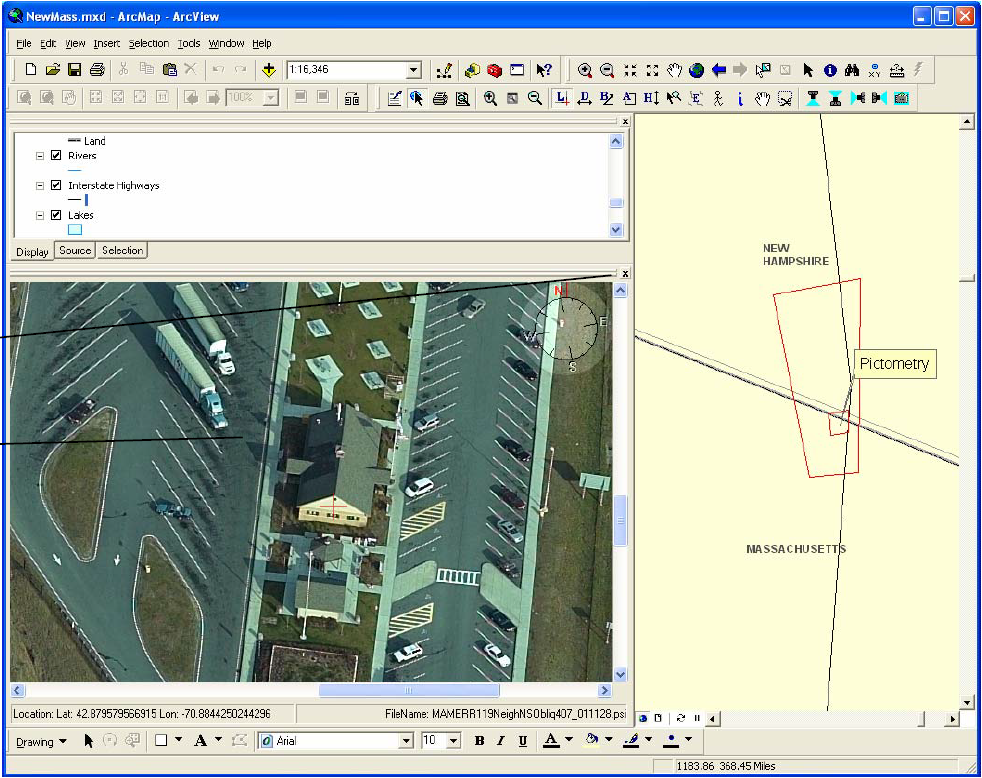 NewMass.mxd - ArcMap - ArcView
File Edit View Insert Selection Tools Window Help
1:16,346
100%
Land
Rivers
Interstate Highways
Lakes
Display Source Selection
N
E
W
S
NEW
HAMPSHIRE
Pictometry
MASSACHUSETTS
Location: Lat: 42.879579566915 Lon: -70.8844250244296
FileName: MAMERR119NeighNSObliq407_011128.psi
Drawing
A
Arial
10
B I U A
1183.86 368.45 Miles